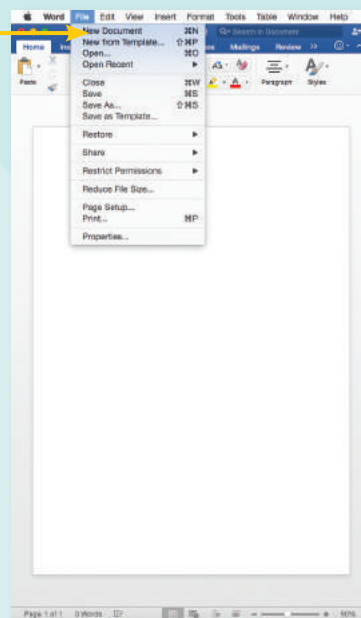 Word File Edit View Insert Format Tools Table Window Help
New Document ⌘N
New from Template... ⇧⌘P
Open... ⌘O
Open Recent
Close ⌘W
Save ⌘S
Save As... ⇧⌘S
Save as Template...
Restore
Share
Restrict Permissions
Reduce File Size...
Page Setup...
Print... ⌘P
Properties...
Search in Document
Home Mailings Review
Paste Paragraph Styles
Page 1 of 1 0 Words 90%